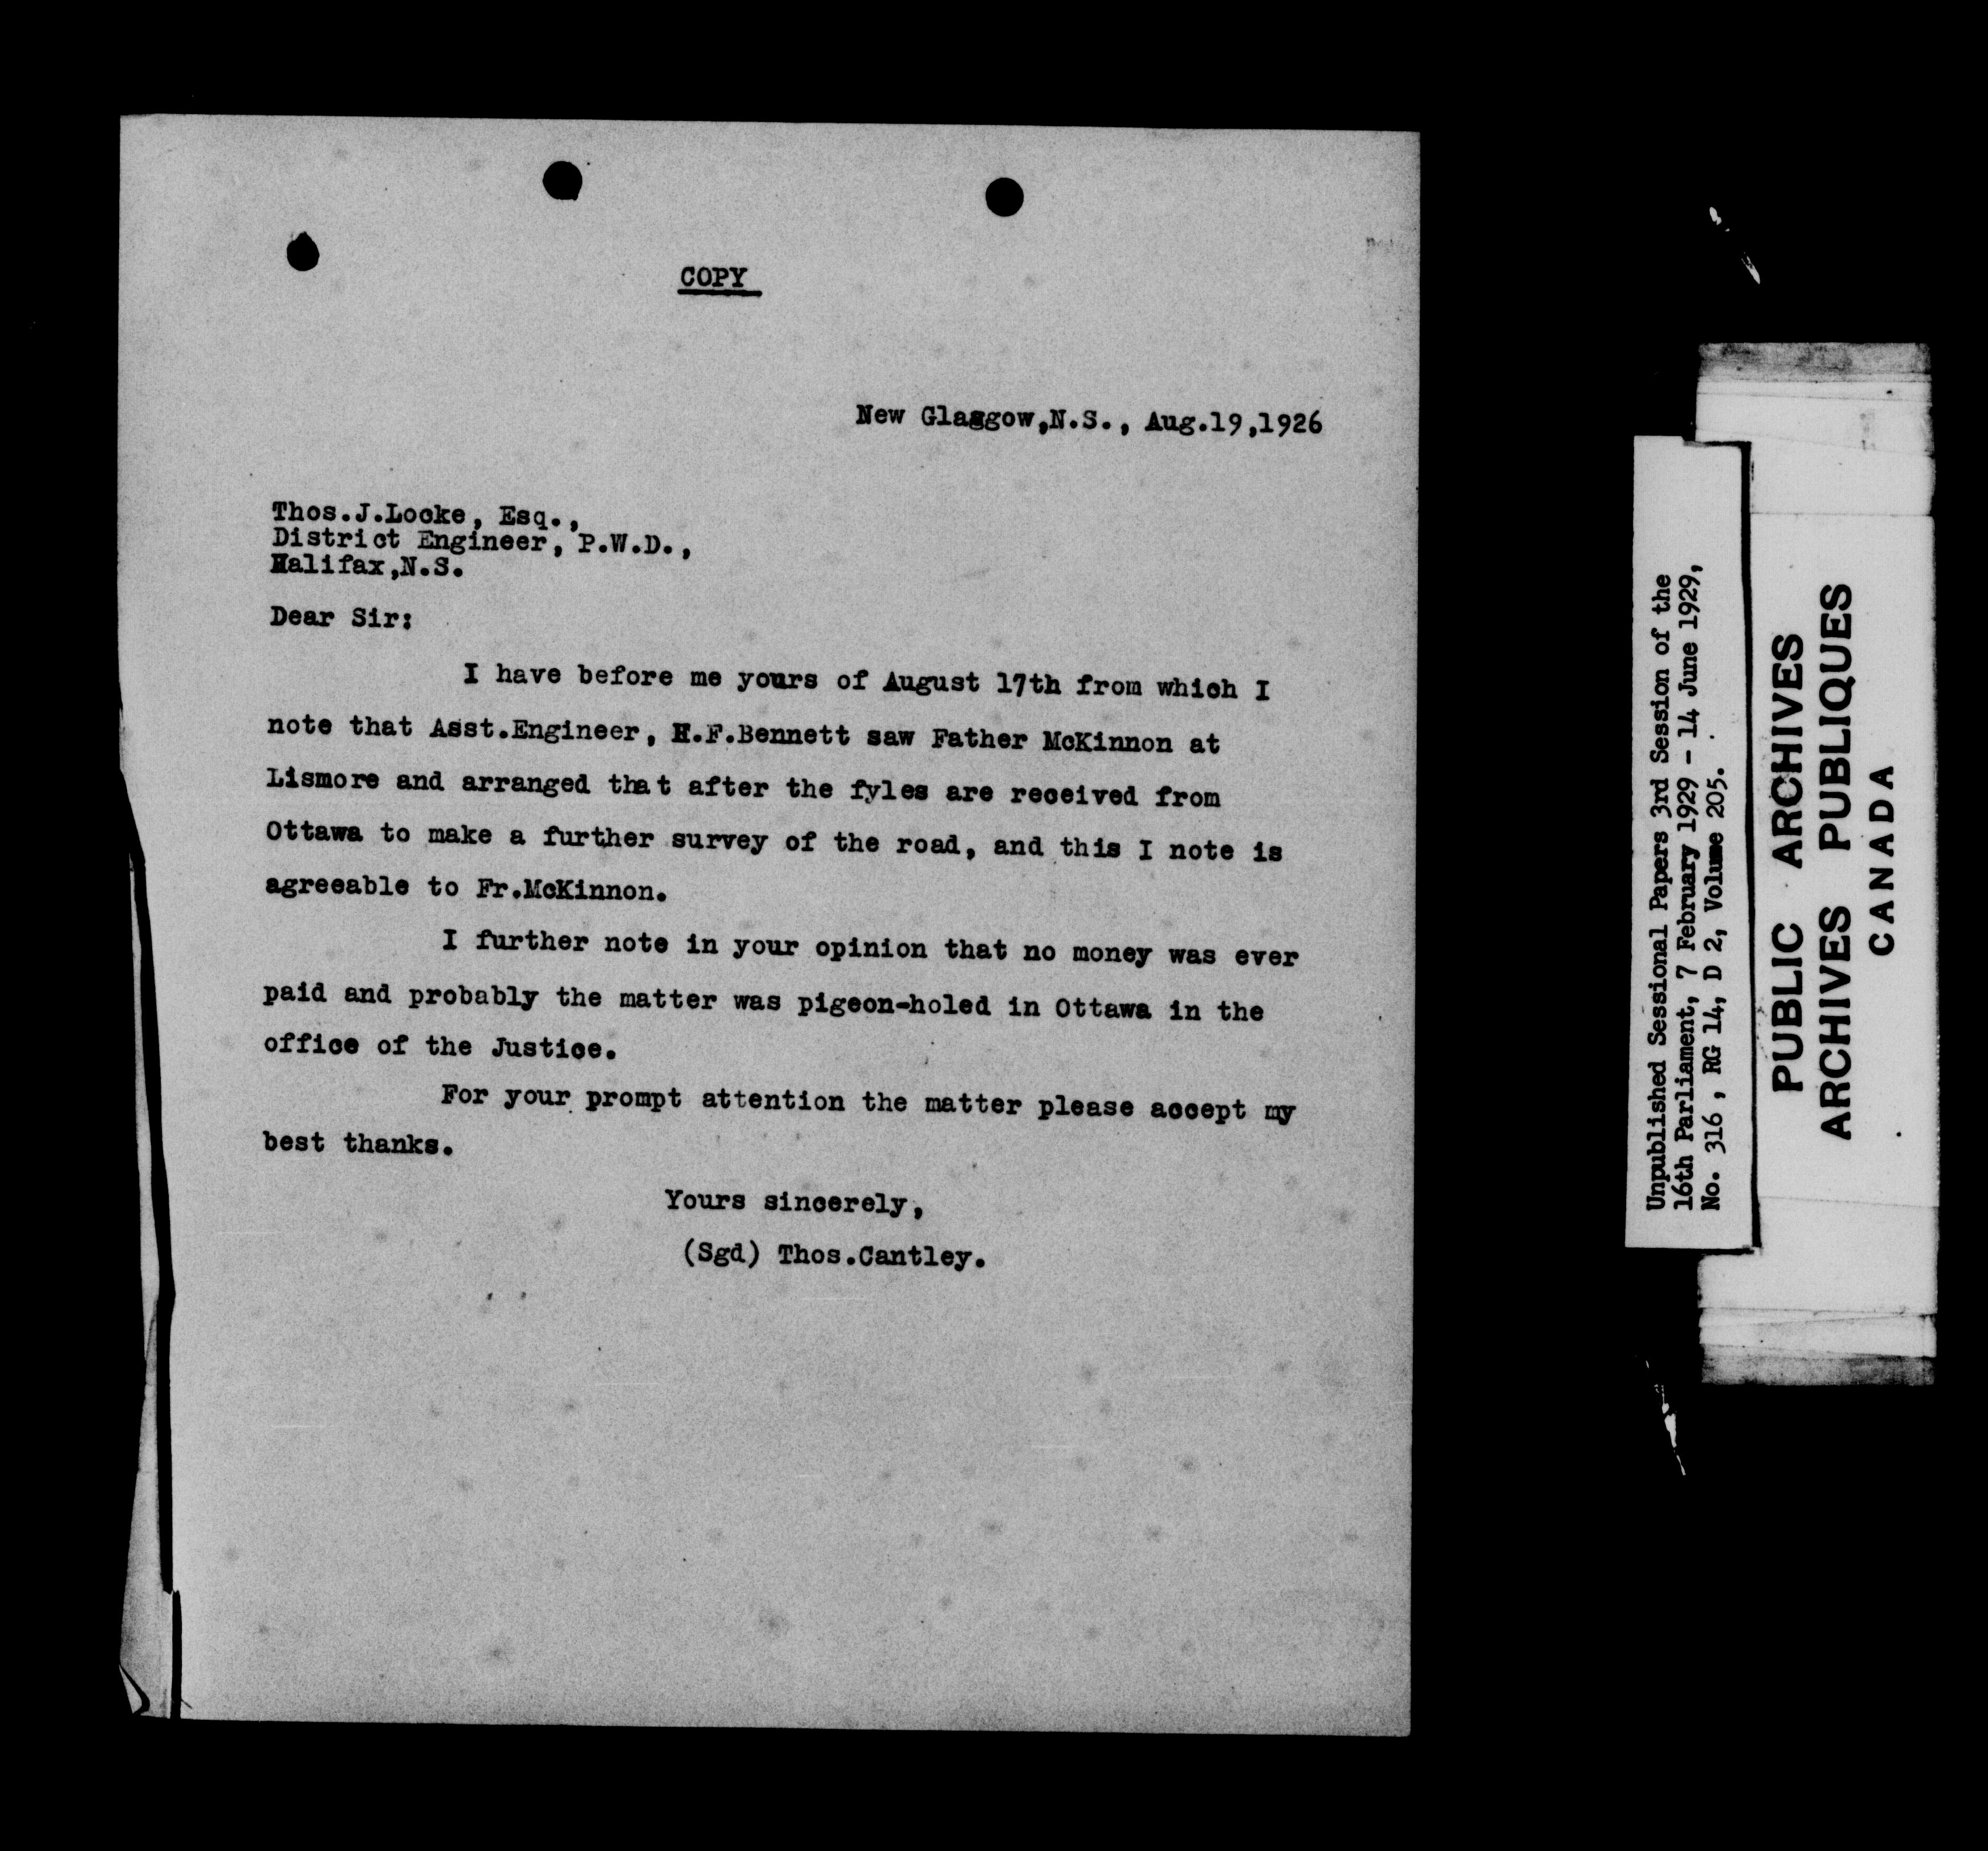 COPY
New Glasgow,N.S., Aug.19,1926
Thos.J.Locke, Esq.,
District Engineer, P.W.D.,
Halifax,N.S.
Dear Sir:
I have before me yours of August 17th from which I
note that Asst.Engineer, H.F.Bennett saw Father McKinnon at
Lismore and arranged that after the fyles are received from
Ottawa to make a further survey of the road, and this I note is
agreeable to Fr.McKinnon.
I further note in your opinion that no money was ever
paid and probably the matter was pigeon-holed in Ottawa in the
office of the Justice.
For your prompt attention the matter please accept my
best thanks.
Yours sincerely,
(Sgd) Thos.Cantley.
Unpublished Sessional Papers 3rd Session of the
16th Parliament, 7 February 1929 - 14 June 1929,
No. 316 , RG 14, D 2, Volume 205.
PUBLIC ARCHIVES
ARCHIVES PUBLIQUES
CANADA